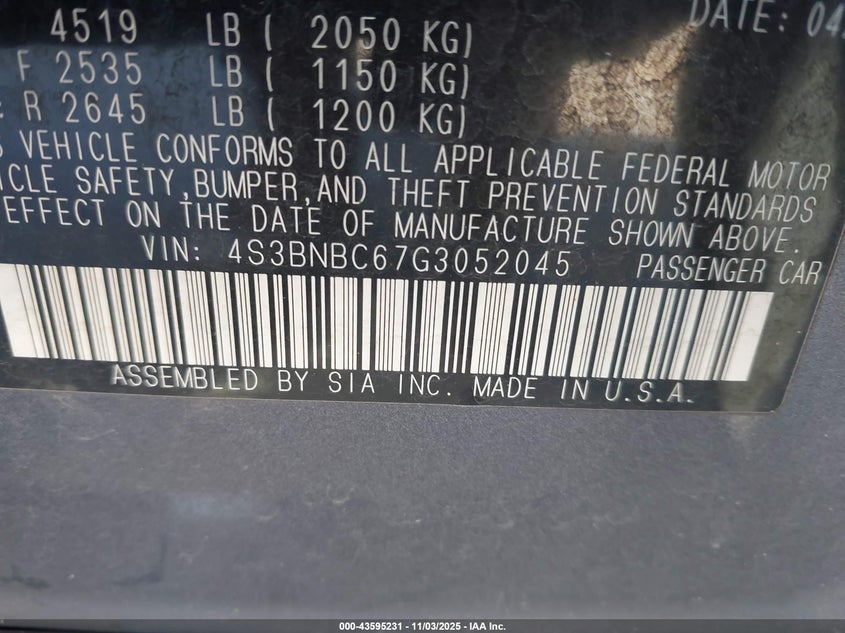 4519 LB ( 2050 KG) DATE: 04
F 2535 LB ( 1150 KG)
R 2645 LB ( 1200 KG)
VEHICLE CONFORMS TO ALL APPLICABLE FEDERAL MOTOR
ICLE SAFETY,BUMPER,AND THEFT PREVENTION STANDARDS
EFFECT ON THE DATE OF MANUFACTURE SHOWN ABOVE.
VIN: 4S3BNBC67G3052045 PASSENGER CAR
ASSEMBLED BY SIA INC. MADE IN U.S.A.
000-43595231 - 11/03/2025 - IAA Inc.